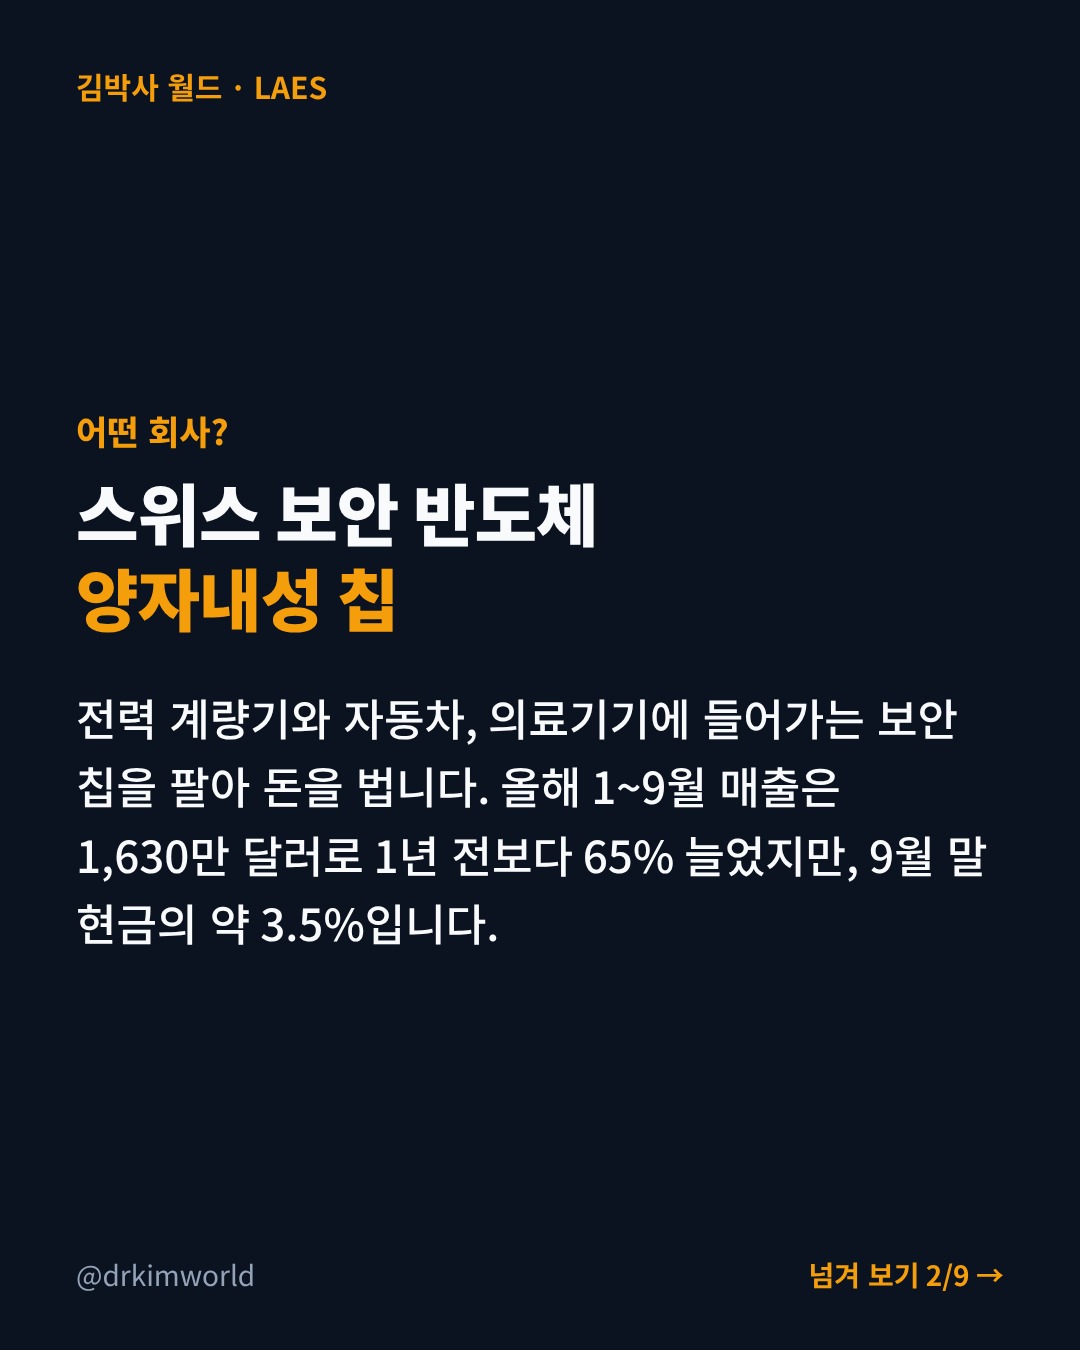 김박사 월드 · LAES
어떤 회사?
스위스 보안 반도체
양자내성 칩
전력 계량기와 자동차, 의료기기에 들어가는 보안
칩을 팔아 돈을 법니다. 올해 1~9월 매출은
1,630만 달러로 1년 전보다 65% 늘었지만, 9월 말
현금의 약 3.5%입니다.
@drkimworld
넘겨 보기 2/9 →